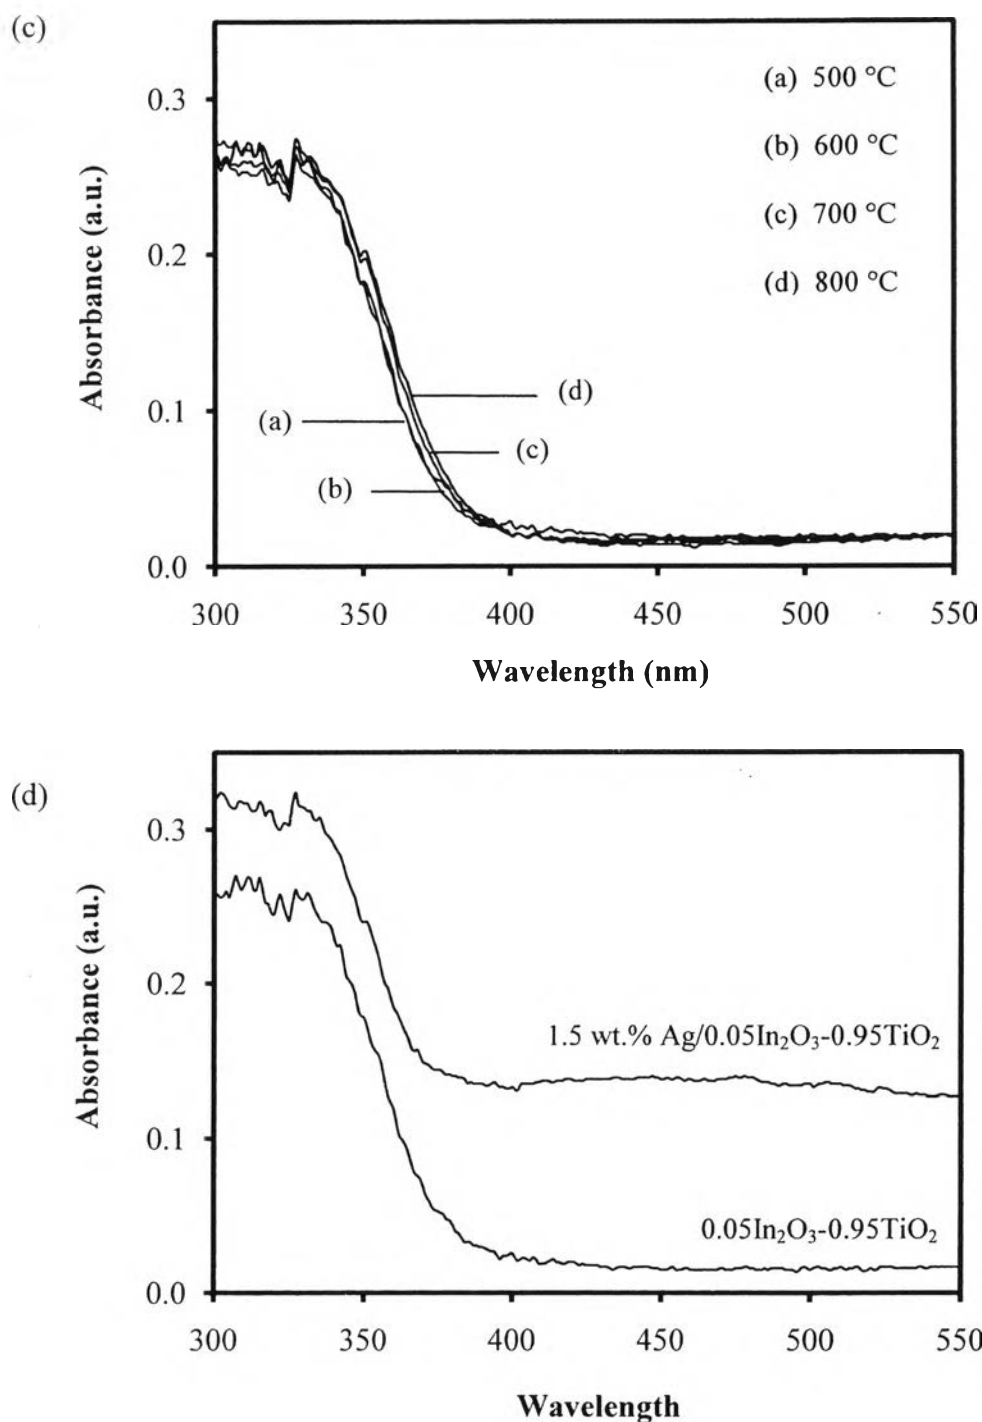 (c)
Absorbance (a.u.)
0.3
0.2
0.1
0.0
(a) 500 °C
(b) 600 °C
(c) 700 °C
(d) 800 °C
(d)
(a)
(c)
(b)
300 350 400 450 500 550
Wavelength (nm)
(d)
Absorbance (a.u.)
0.3
0.2
0.1
0.0
1.5 wt.% Ag/0.05In₂O₃-0.95TiO₂
0.05In₂O₃-0.95TiO₂
300 350 400 450 500 550
Wavelength